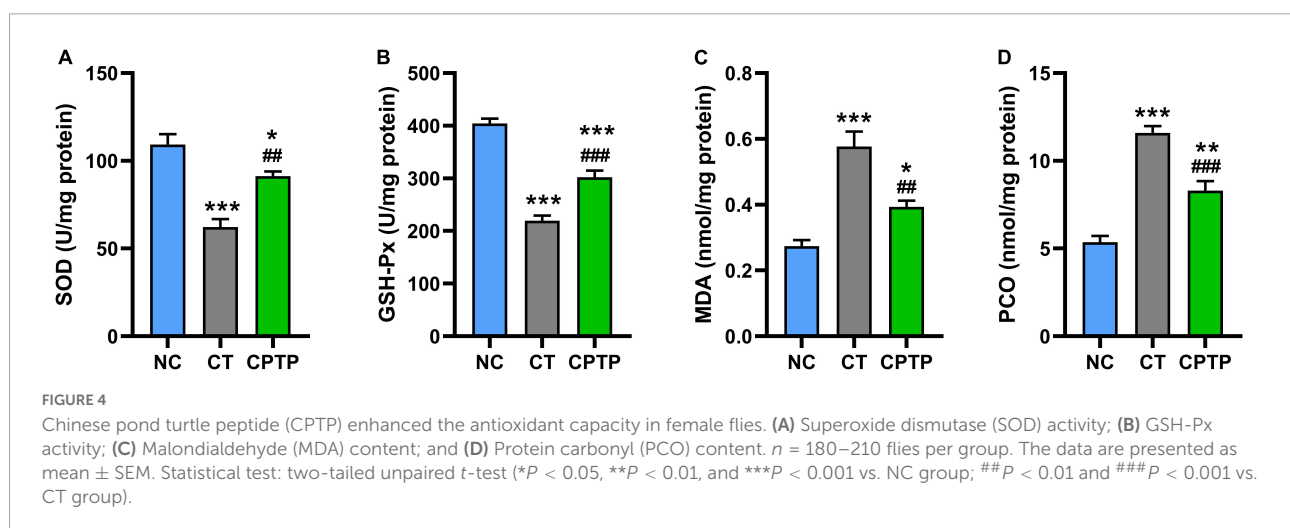 A
SOD (U/mg protein)
150
100
50
0
***
*
##
NC CT CPTP
B
GSH-Px (U/mg protein)
500
400
300
200
100
0
***
***
###
NC CT CPTP
C
MDA (nmol/mg protein)
0.8
0.6
0.4
0.2
0.0
***
*
##
NC CT CPTP
D
PCO (nmol/mg protein)
15
10
5
0
***
**
###
NC CT CPTP
FIGURE 4
Chinese pond turtle peptide (CPTP) enhanced the antioxidant capacity in female flies. (A) Superoxide dismutase (SOD) activity; (B) GSH-Px
activity; (C) Malondialdehyde (MDA) content; and (D) Protein carbonyl (PCO) content. n = 180–210 flies per group. The data are presented as
mean ± SEM. Statistical test: two-tailed unpaired t-test (*P < 0.05, **P < 0.01, and ***P < 0.001 vs. NC group; ##P < 0.01 and ###P < 0.001 vs.
CT group).